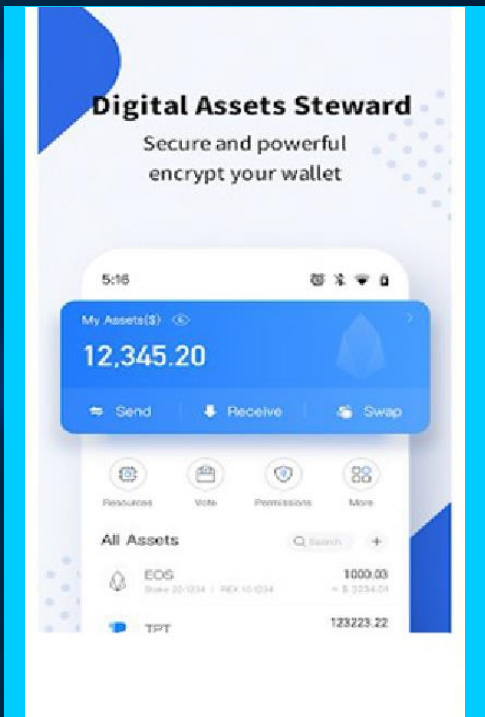 Digital Assets Steward
Secure and powerful
encrypt your wallet
5:16
My Assets($)
12,345.20
Send Receive Swap
Resources Vote Permissions More
All Assets Search +
EOS 1000.03
TPT 123223.22